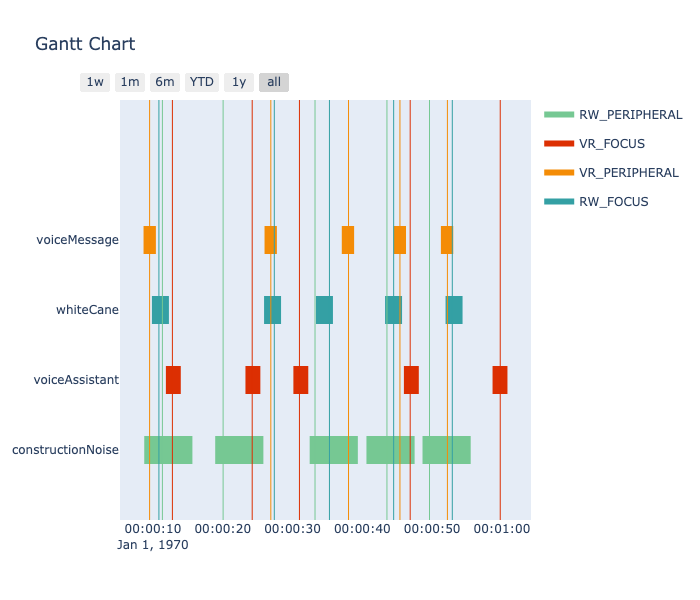 Gantt Chart
1w 1m 6m YTD 1y all
RW_PERIPHERAL
VR_FOCUS
VR_PERIPHERAL
RW_FOCUS
voiceMessage
whiteCane
voiceAssistant
constructionNoise
00:00:10 00:00:20 00:00:30 00:00:40 00:00:50 00:01:00
Jan 1, 1970